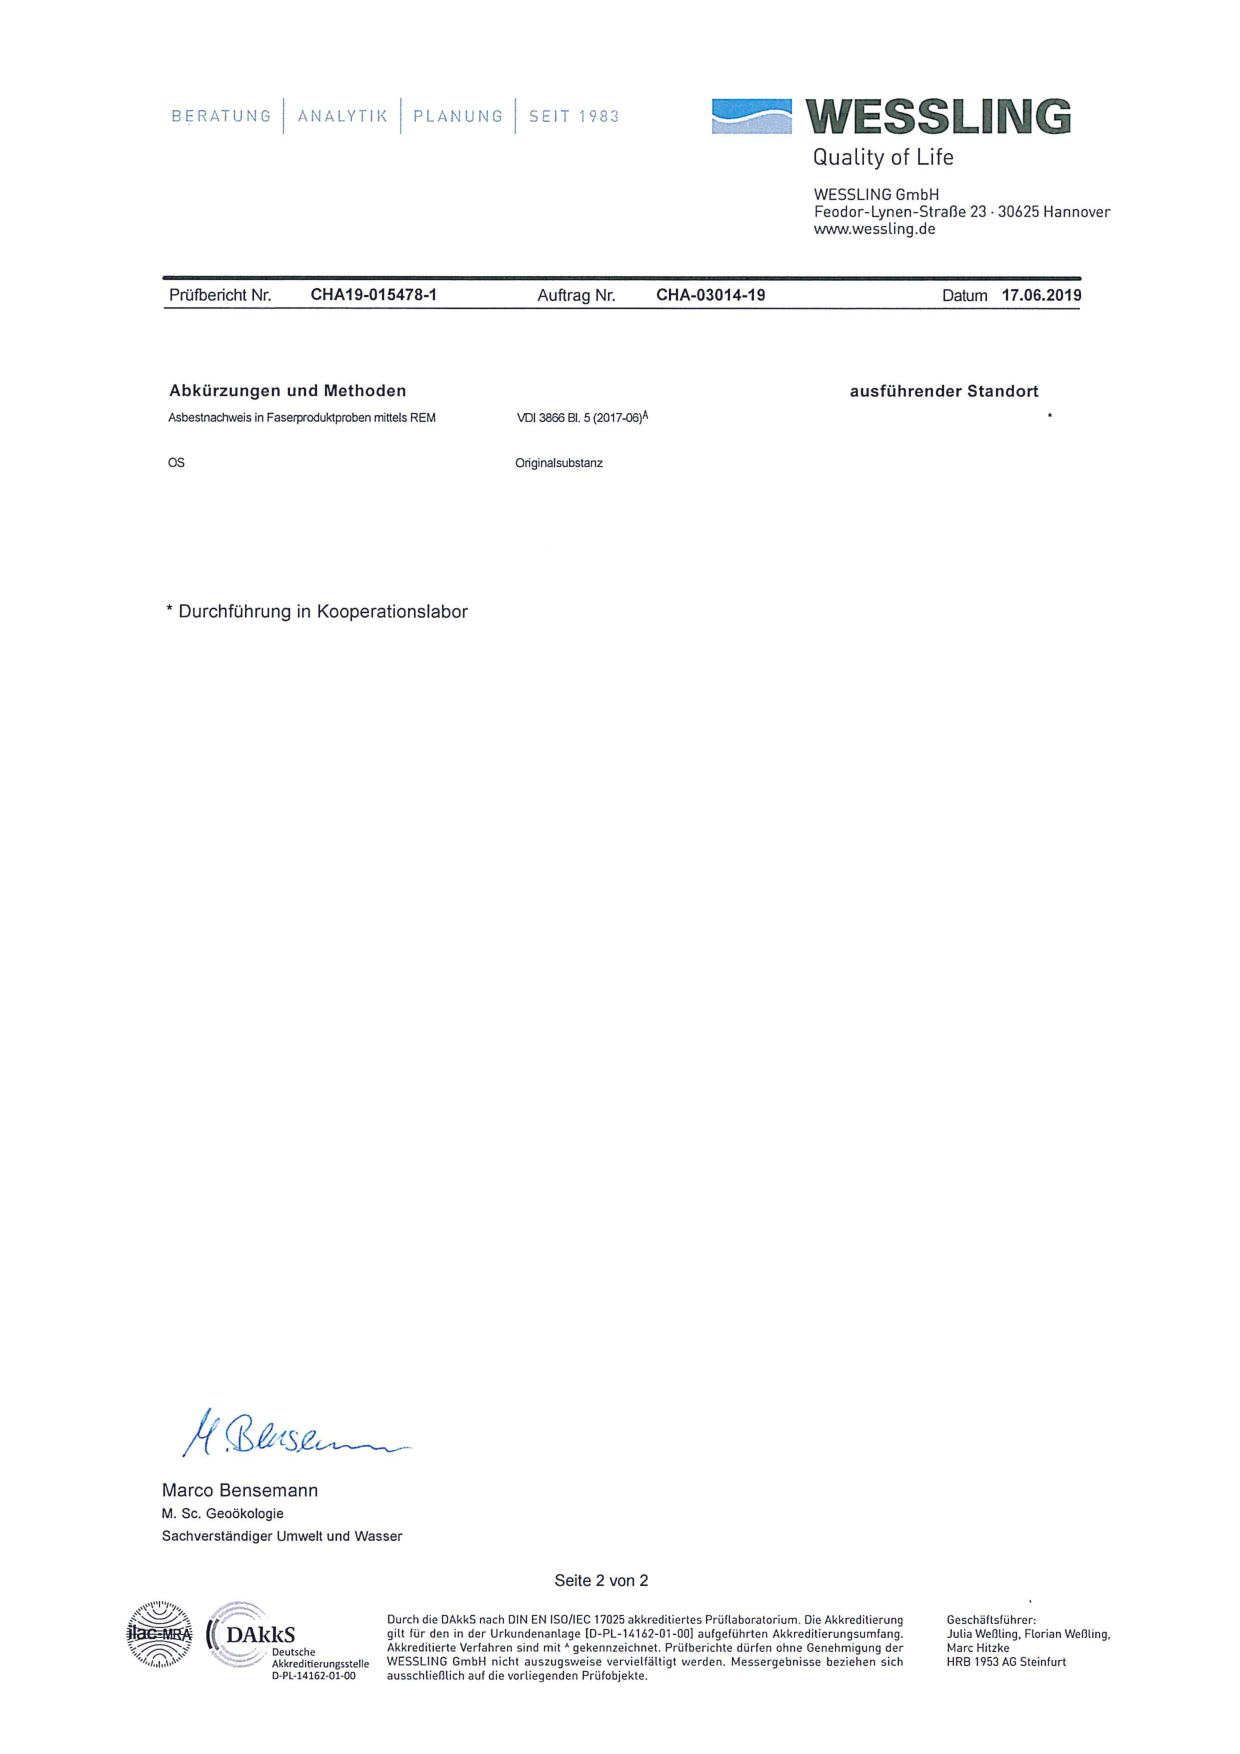 BERATUNG | ANALYTIK | PLANUNG | SEIT 1983
WESSLING
Quality of Life
WESSLING GmbH
Feodor-Lynen-Straße 23 · 30625 Hannover
www.wessling.de
Prüfbericht Nr. CHA19-015478-1 Auftrag Nr. CHA-03014-19 Datum 17.06.2019
Abkürzungen und Methoden ausführender Standort
Asbestnachweis in Faserproduktproben mittels REM VDI 3866 Bl. 5 (2017-06)A *
OS Originalsubstanz
* Durchführung in Kooperationslabor
M. Bensemann
Marco Bensemann
M. Sc. Geoökologie
Sachverständiger Umwelt und Wasser
Seite 2 von 2
ilac-MRA
DAkkS
Deutsche
Akkreditierungsstelle
D-PL-14162-01-00
Durch die DAkkS nach DIN EN ISO/IEC 17025 akkreditiertes Prüflaboratorium. Die Akkreditierung
gilt für den in der Urkundenanlage [D-PL-14162-01-00] aufgeführten Akkreditierungsumfang.
Akkreditierte Verfahren sind mit A gekennzeichnet. Prüfberichte dürfen ohne Genehmigung der
WESSLING GmbH nicht auszugsweise vervielfältigt werden. Messergebnisse beziehen sich
ausschließlich auf die vorliegenden Prüfobjekte.
Geschäftsführer:
Julia Weßling, Florian Weßling,
Marc Hitzke
HRB 1953 AG Steinfurt